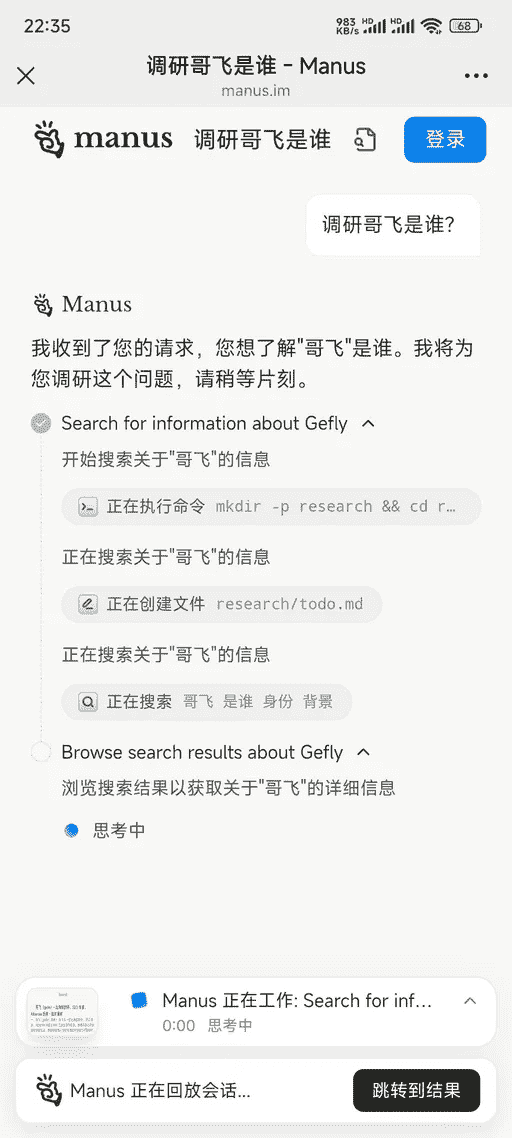 22:35
983 KB/s HD HD 68
调研哥飞是谁 - Manus
manus.im
manus 调研哥飞是谁 登录
调研哥飞是谁?
Manus
我收到了您的请求，您想了解"哥飞"是谁。我将为
您调研这个问题，请稍等片刻。
Search for information about Gefly
开始搜索关于"哥飞"的信息
正在执行命令 mkdir -p research && cd r…
正在搜索关于"哥飞"的信息
正在创建文件 research/todo.md
正在搜索关于"哥飞"的信息
正在搜索 哥飞 是谁 身份 背景
Browse search results about Gefly
浏览搜索结果以获取关于"哥飞"的详细信息
思考中
Manus 正在工作: Search for inf…
0:00 思考中
Manus 正在回放会话... 跳转到结果